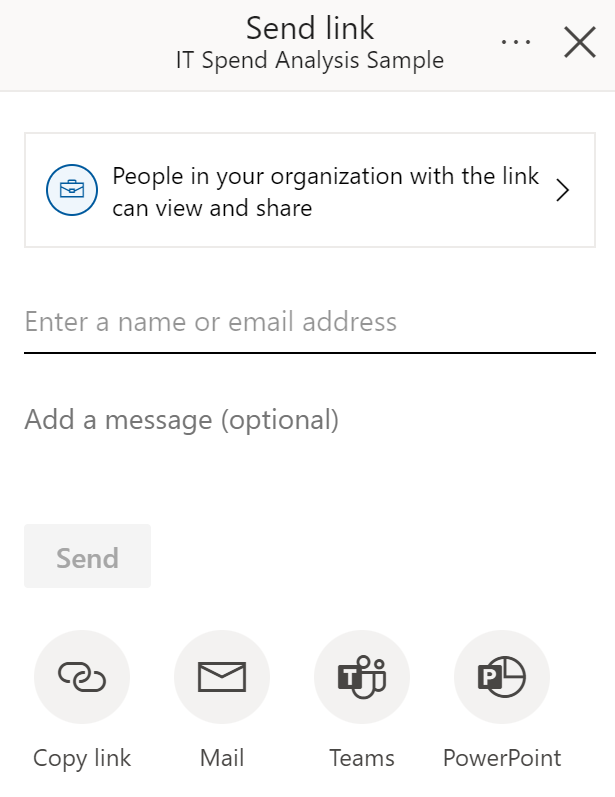 Send link
IT Spend Analysis Sample
People in your organization with the link
can view and share
Enter a name or email address
Add a message (optional)
Send
T
P
Copy link
Mail
Teams
PowerPoint